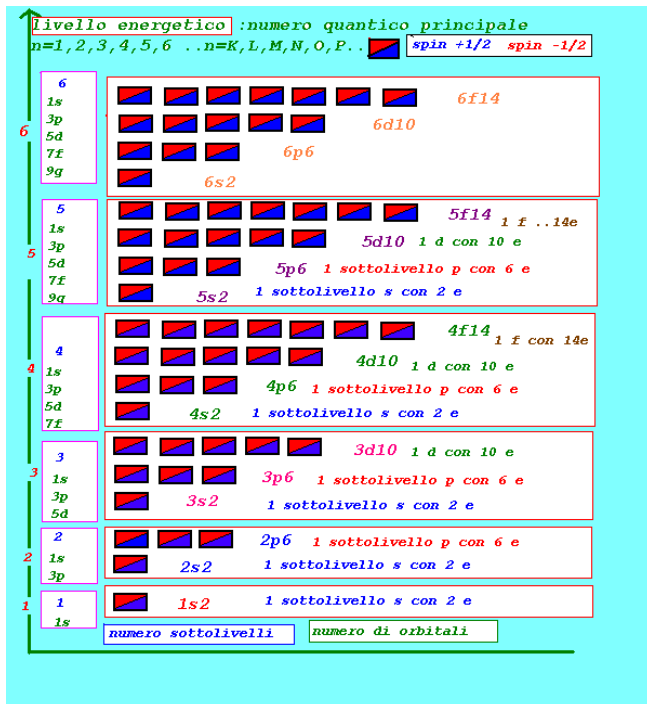 livello energetico :numero quantico principale
n=1,2,3,4,5,6 ..n=K,L,M,N,O,P..
spin +1/2 spin -1/2
6
6
1s
3p
5d
7f
9g
6f14
6d10
6p6
6s2
5
5
1s
3p
5d
7f
9g
5f14 1 f ..14e
5d10 1 d con 10 e
5p6 1 sottolivello p con 6 e
5s2 1 sottolivello s con 2 e
4
4
1s
3p
5d
7f
4f14 1 f con 14e
4d10 1 d con 10 e
4p6 1 sottolivello p con 6 e
4s2 1 sottolivello s con 2 e
3
3
1s
3p
5d
3d10 1 d con 10 e
3p6 1 sottolivello p con 6 e
3s2 1 sottolivello s con 2 e
2
2
1s
3p
2p6 1 sottolivello p con 6 e
2s2 1 sottolivello s con 2 e
1
1
1s
1s2 1 sottolivello s con 2 e
numero sottolivelli numero di orbitali